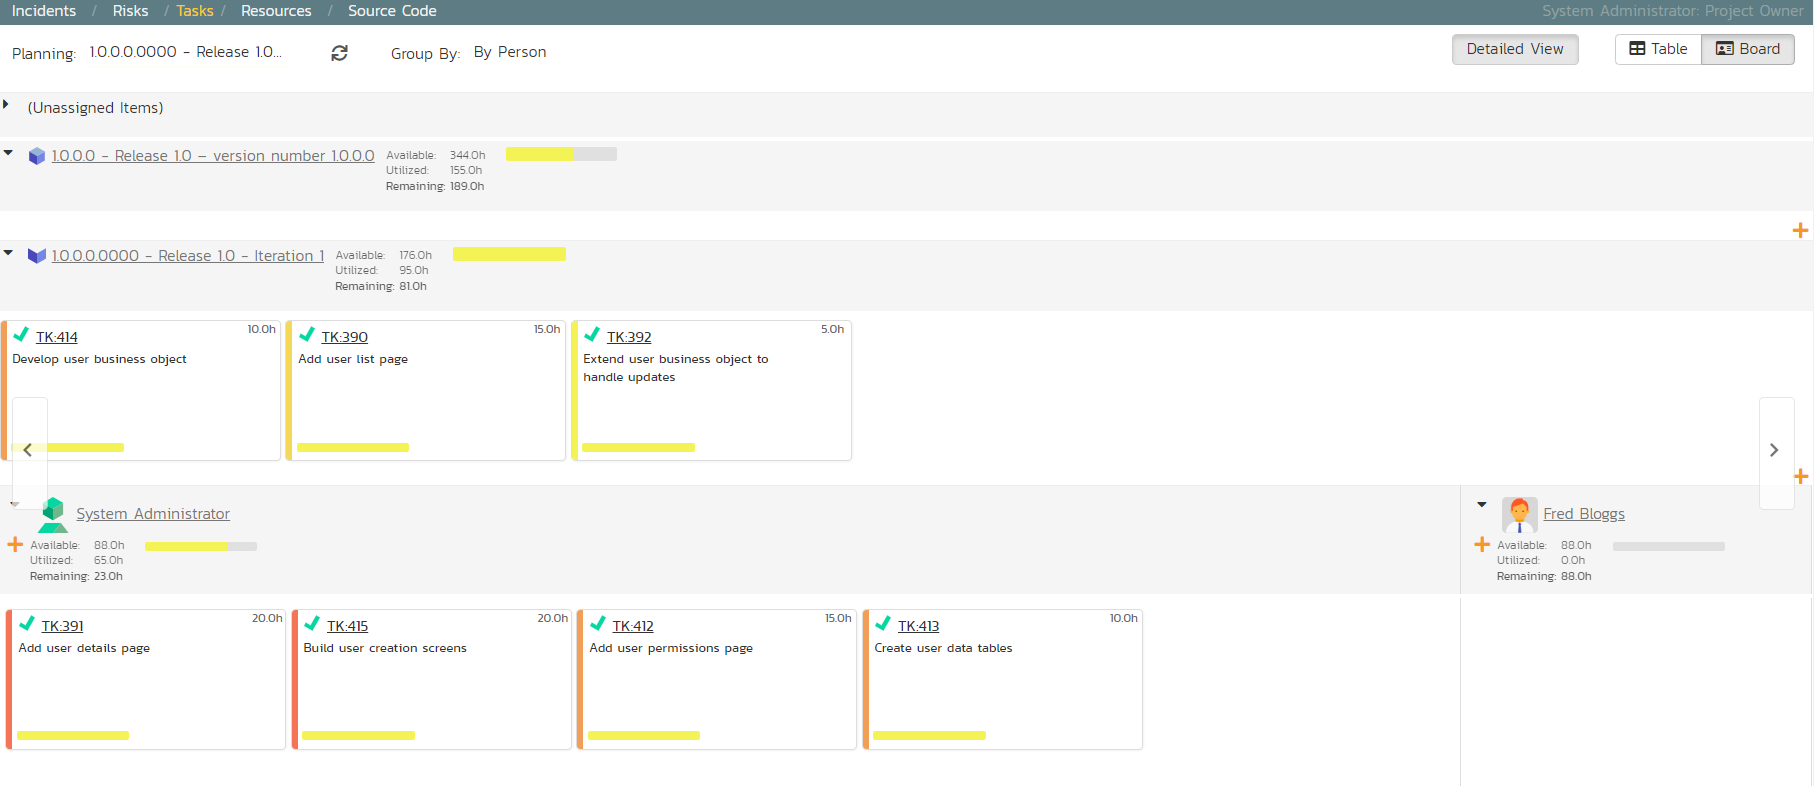 Incidents / Risks / Tasks / Resources / Source Code System Administrator: Project Owner
Planning: 1.0.0.0.0000 - Release 1.0... Group By: By Person Detailed View Table Board
(Unassigned Items)
1.0.0.0 - Release 1.0 – version number 1.0.0.0
Available: 344.0h
Utilized: 155.0h
Remaining: 189.0h
1.0.0.0.0000 - Release 1.0 - Iteration 1
Available: 176.0h
Utilized: 95.0h
Remaining: 81.0h
TK:414 10.0h
Develop user business object
TK:390 15.0h
Add user list page
TK:392 5.0h
Extend user business object to
handle updates
System Administrator
Available: 88.0h
Utilized: 65.0h
Remaining: 23.0h
Fred Bloggs
Available: 88.0h
Utilized: 0.0h
Remaining: 88.0h
TK:391 20.0h
Add user details page
TK:415 20.0h
Build user creation screens
TK:412 15.0h
Add user permissions page
TK:413 10.0h
Create user data tables